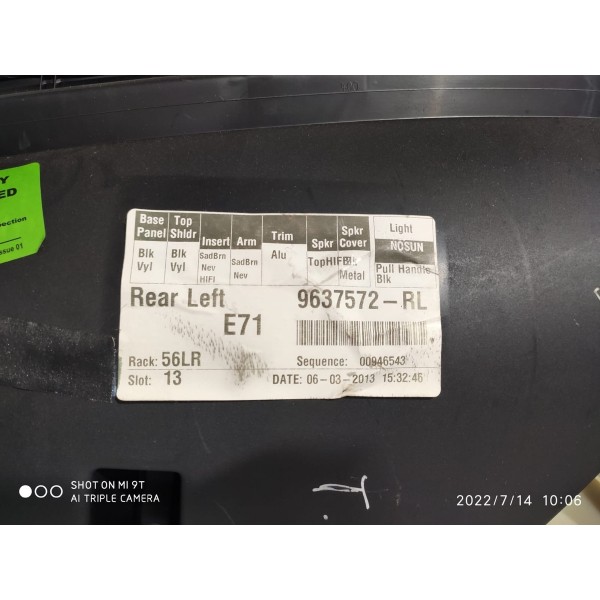 Y
ED
ection
ssue 01
Base Panel
Top Shldr
Insert
Arm
Trim
Spkr
Spkr Cover
Light
NOSUN
Blk Vyl
Blk Vyl
SadBrn Nev HIFI
SadBrn Nev
Alu
TopHIFI
Blk Metal
Pull Handle
Blk
Rear Left
9637572-RL
E71
Rack: 56LR
Sequence: 00946543
Slot: 13
DATE: 06-03-2013 15:32:46
SHOT ON MI 9T
AI TRIPLE CAMERA
2022/7/14 10:06